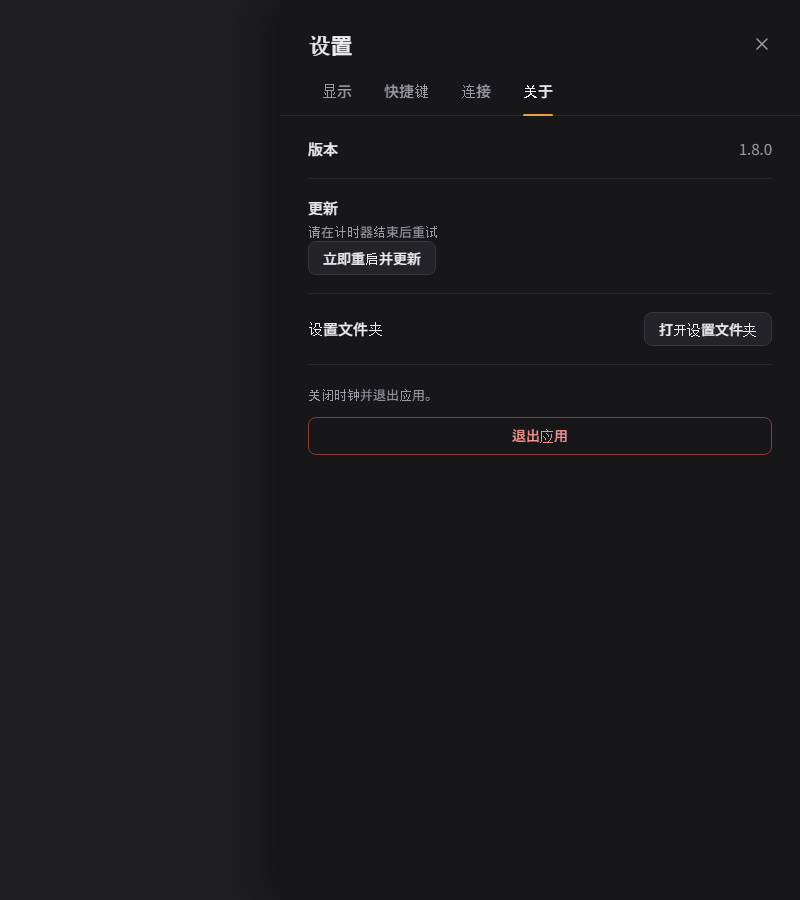 设置
显示 快捷键 连接 关于
版本 1.8.0
更新
请在计时器结束后重试
立即重启并更新
设置文件夹 打开设置文件夹
关闭时钟并退出应用。
退出应用